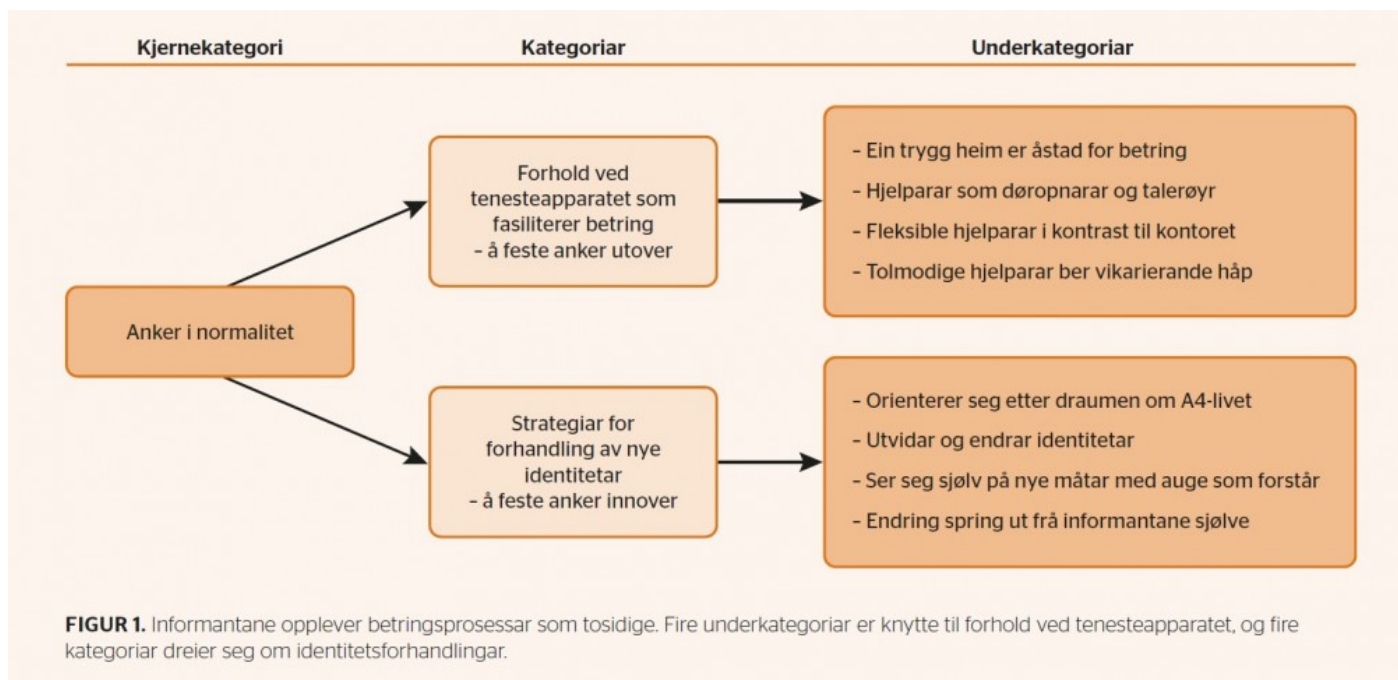 Kjernekategori
Kategoriar
Underkategoriar
Anker i normalitet
Forhold ved
tenesteapparatet som
fasiliterer betring
– å feste anker utover
– Ein trygg heim er åstad for betring
– Hjelparar som døropnarar og talerøyr
– Fleksible hjelparar i kontrast til kontoret
– Tolmodige hjelparar ber vikarierande håp
Strategiar for
forhandling av nye
identitetar
– å feste anker innover
– Orienterer seg etter draumen om A4-livet
– Utvidar og endrar identitetar
– Ser seg sjølv på nye måtar med auge som forstår
– Endring spring ut frå informantane sjølve
FIGUR 1. Informantane opplever betringsprosessar som tosidige. Fire underkategoriar er knytte til forhold ved tenesteapparatet, og fire
kategoriar dreier seg om identitetsforhandlingar.